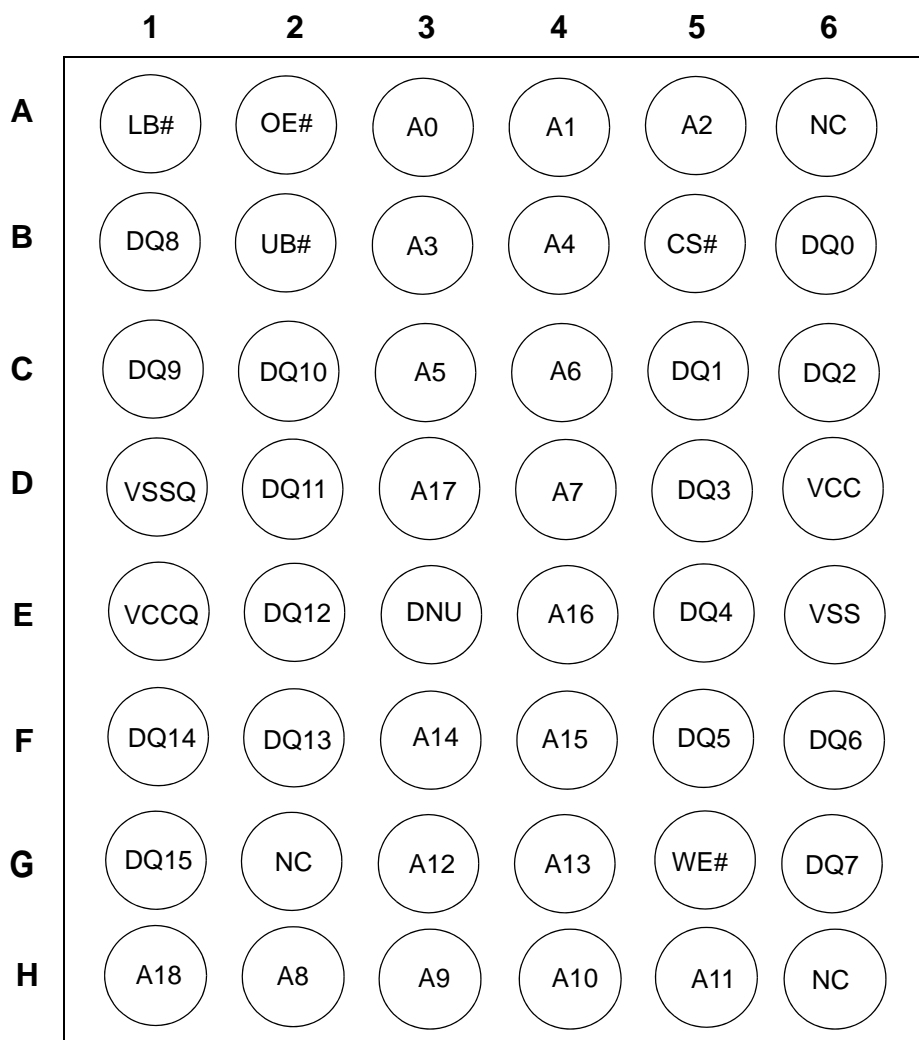 1 2 3 4 5 6
A LB# OE# A0 A1 A2 NC
B DQ8 UB# A3 A4 CS# DQ0
C DQ9 DQ10 A5 A6 DQ1 DQ2
D VSSQ DQ11 A17 A7 DQ3 VCC
E VCCQ DQ12 DNU A16 DQ4 VSS
F DQ14 DQ13 A14 A15 DQ5 DQ6
G DQ15 NC A12 A13 WE# DQ7
H A18 A8 A9 A10 A11 NC